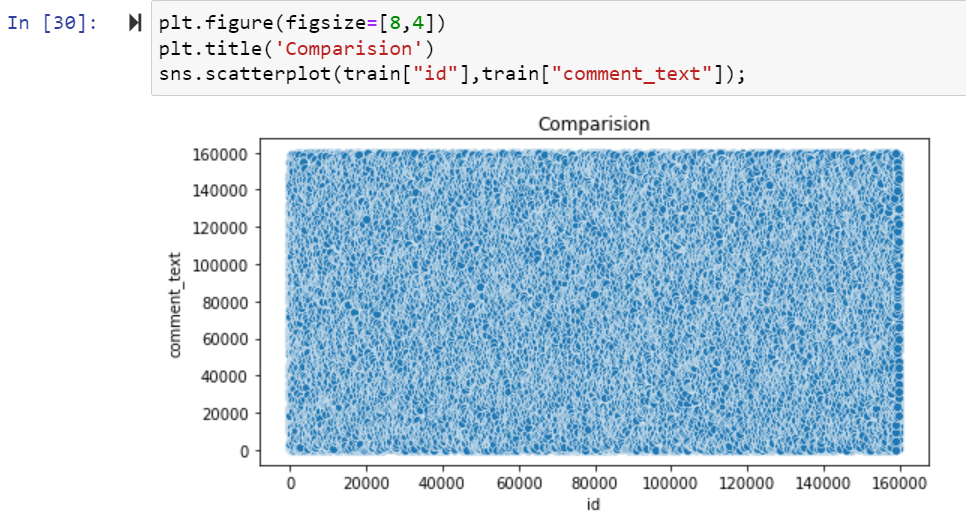 In [30]:
plt.figure(figsize=[8,4])
plt.title('Comparision')
sns.scatterplot(train["id"],train["comment_text"]);
Comparision
160000
140000
120000
100000
80000
60000
40000
20000
0
comment_text
0 20000 40000 60000 80000 100000 120000 140000 160000
id